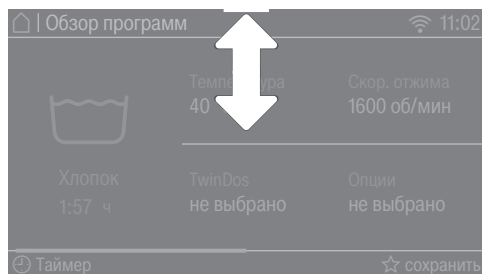 Обзор программ 11:02
Скор. отжима
40
1600 об/мин
Хлопок
1:57 ч
TwinDos
Опции
не выбрано
не выбрано
Таймер
сохранить